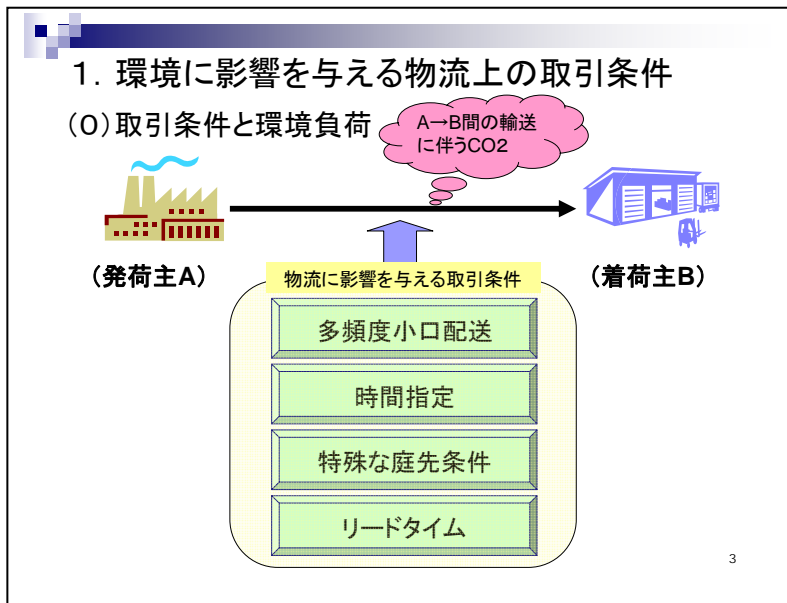 １．環境に影響を与える物流上の取引条件
（０）取引条件と環境負荷
A→B間の輸送
に伴うCO2
（発荷主A）
（着荷主B）
物流に影響を与える取引条件
多頻度小口配送
時間指定
特殊な庭先条件
リードタイム
3